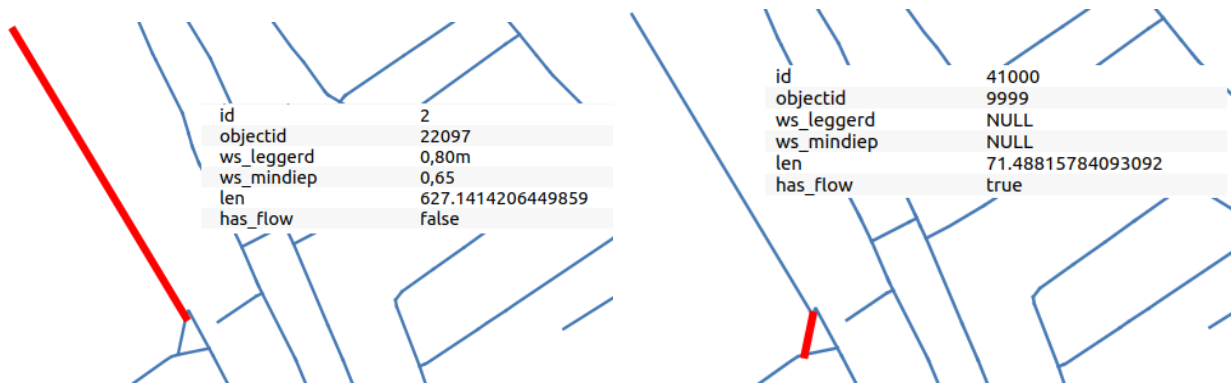 id 2
objectid 22097
ws_leggerd 0,80m
ws_mindiep 0,65
len 627.1414206449859
has_flow false
id 41000
objectid 9999
ws_leggerd NULL
ws_mindiep NULL
len 71.48815784093092
has_flow true